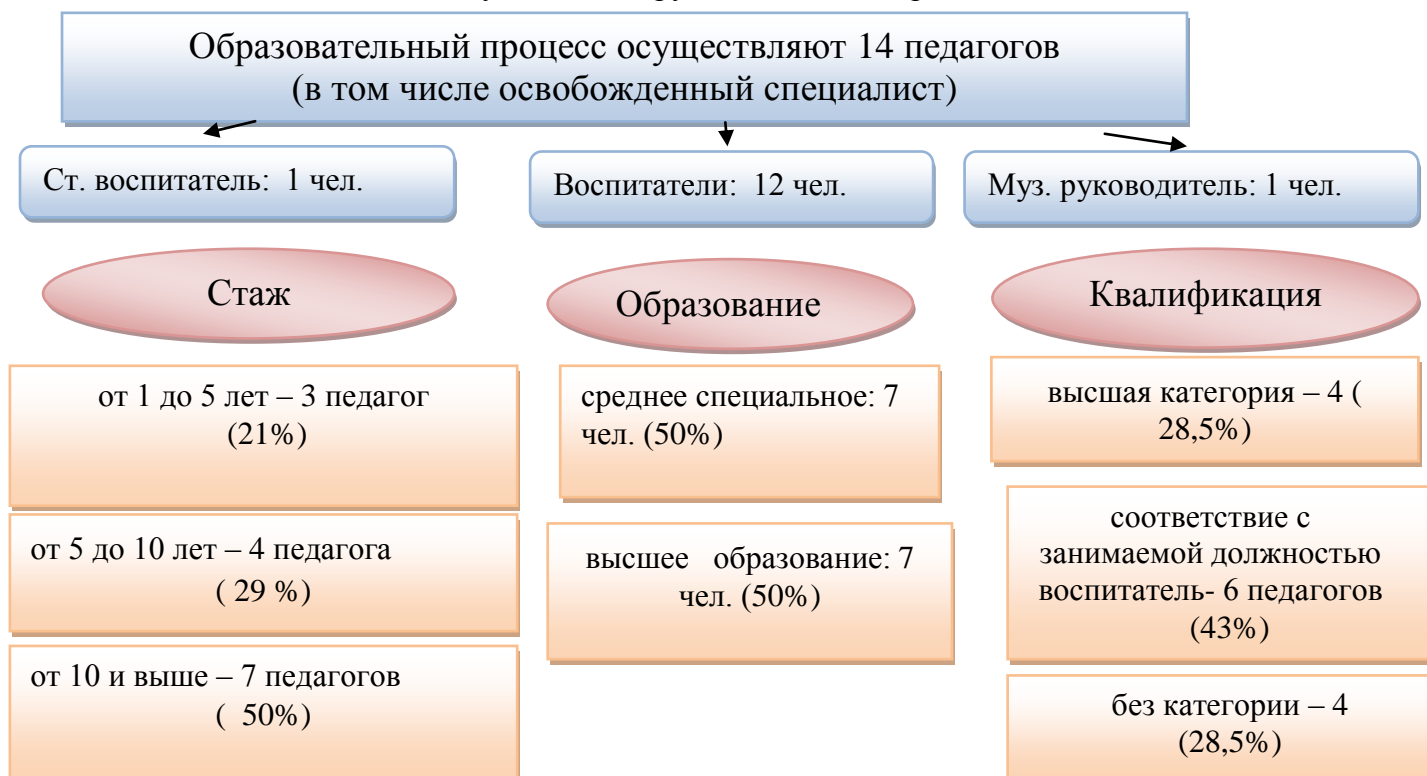 Образовательный процесс осуществляют 14 педагогов
(в том числе освобожденный специалист)
Ст. воспитатель: 1 чел.
Воспитатели: 12 чел.
Муз. руководитель: 1 чел.
Стаж
Образование
Квалификация
от 1 до 5 лет – 3 педагог
(21%)
от 5 до 10 лет – 4 педагога
( 29 %)
от 10 и выше – 7 педагогов
( 50%)
среднее специальное: 7
чел. (50%)
высшее образование: 7
чел. (50%)
высшая категория – 4 (
28,5%)
соответствие с
занимаемой должностью
воспитатель- 6 педагогов
(43%)
без категории – 4
(28,5%)